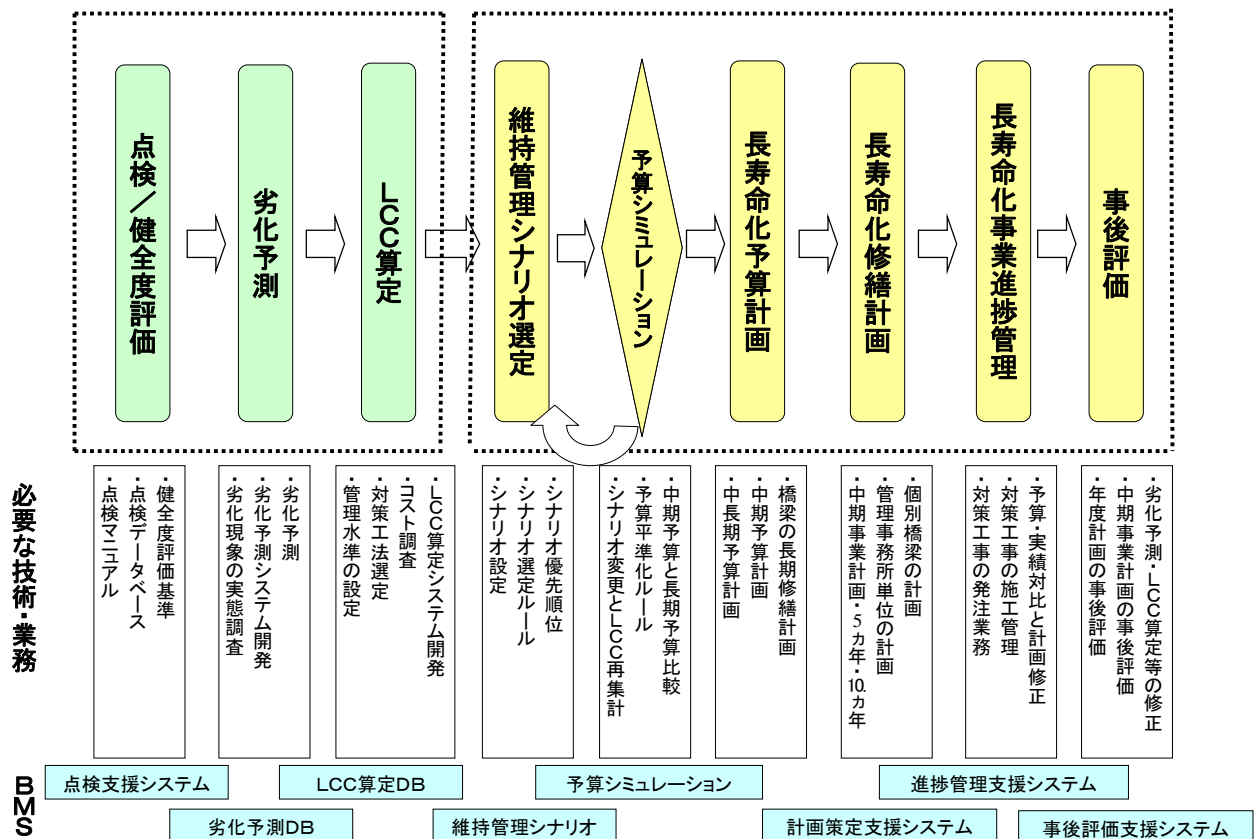 点検／健全度評価
劣化予測
LCC算定
維持管理シナリオ選定
予算シミュレーション
長寿命化予算計画
長寿命化修繕計画
長寿命化事業進捗管理
事後評価
必要な技術・業務
・健全度評価基準
・点検データベース
・点検マニュアル
・劣化予測
・劣化予測システム開発
・劣化現象の実態調査
・LCC算定システム開発
・コスト調査
・対策工法選定
・管理水準の設定
・シナリオ優先順位
・シナリオ選定ルール
・シナリオ設定
・中期予算と長期予算比較
・予算平準化ルール
・シナリオ変更とLCC再集計
・橋梁の長期修繕計画
・中期予算計画
・中長期予算計画
・個別橋梁の計画
・管理事務所単位の計画
・中期事業計画・5ヵ年・10.ヵ年
・予算・実績対比と計画修正
・対策工事の施工管理
・対策工事の発注業務
・劣化予測・LCC算定等の修正
・中期事業計画の事後評価
・年度計画の事後評価
BMS
点検支援システム
LCC算定DB
予算シミュレーション
進捗管理支援システム
劣化予測DB
維持管理シナリオ
計画策定支援システム
事後評価支援システム